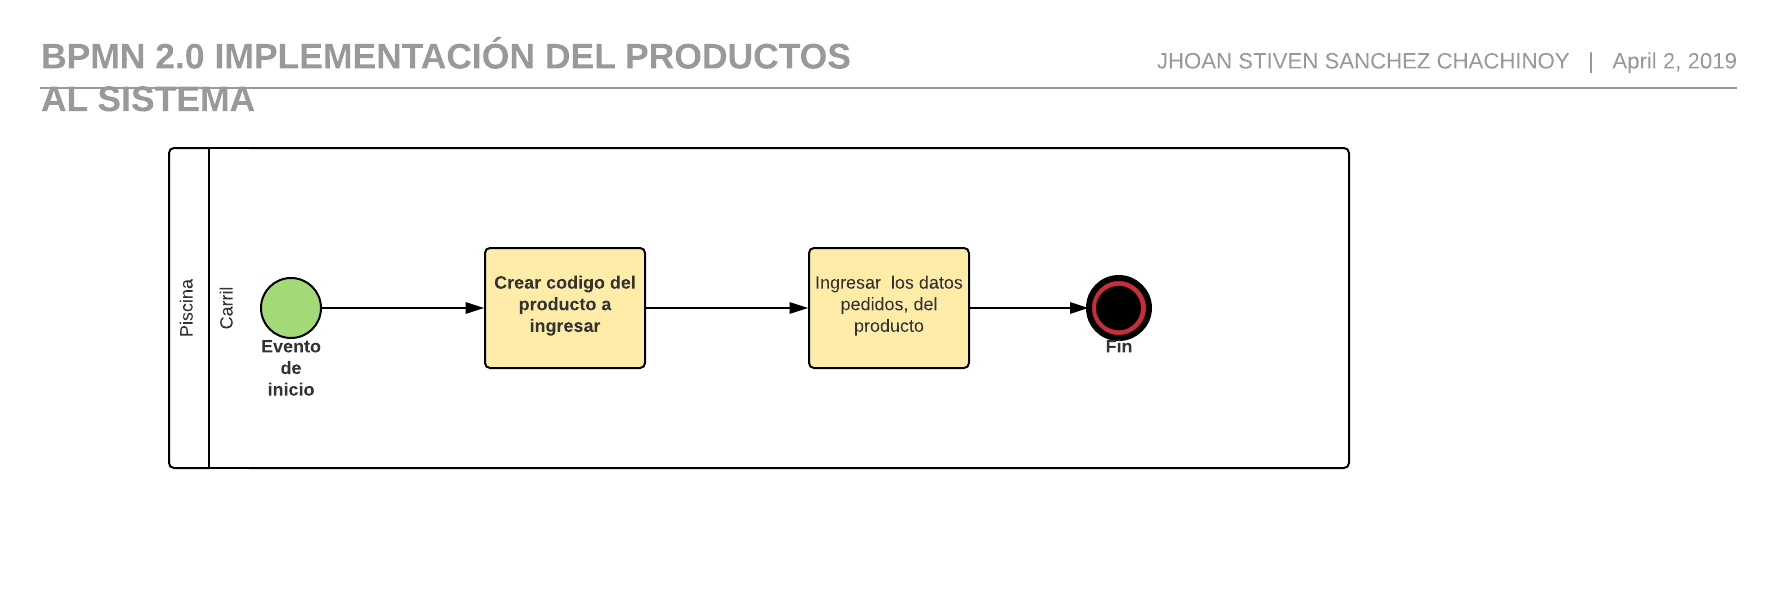 BPMN 2.0 IMPLEMENTACIÓN DEL PRODUCTOS
AL SISTEMA
JHOAN STIVEN SANCHEZ CHACHINOY | April 2, 2019
Piscina
Carril
Evento
de
inicio
Crear codigo del
producto a
ingresar
Ingresar  los datos
pedidos, del
producto
Fin